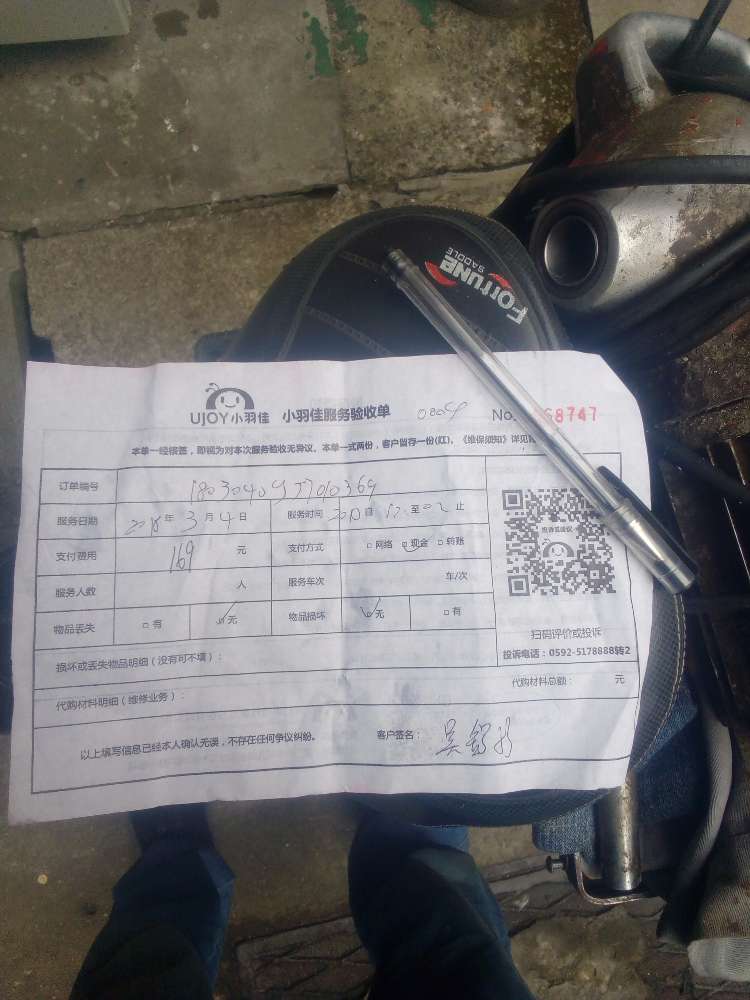 FORTUNE
SADDLE
UJOY小羽佳 小羽佳服务验收单 No. 68747
本单一经核签，即视为对本次服务验收无异议。本单一式两份，客户留存一份(红)。《维保须知》详见
订单编号
服务日期 2018年3月4日 服务时间 至 止
支付费用 169 元 支付方式 □网络 □现金 □转账
服务人数 人 服务车次 车/次
物品丢失 □有 □无 物品损坏 □无 □有
扫码评价或投诉
投诉电话：0592-5178888转2
损坏或丢失物品明细（没有可不填）：
代购材料明细（维修业务）： 代购材料总额： 元
以上填写信息已经本人确认无误，不存在任何争议纠纷。 客户签名：